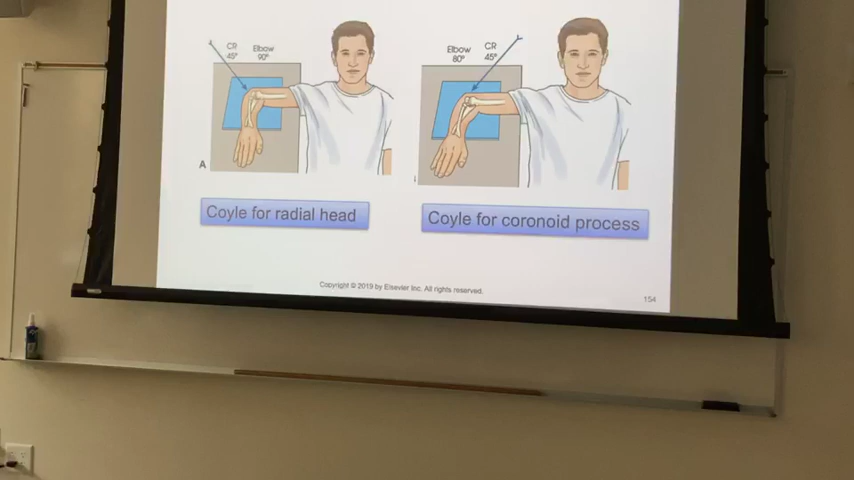 CR
45°
Elbow
90°
Elbow
80°
CR
45°
A
Coyle for radial head
Coyle for coronoid process
Copyright © 2019 by Elsevier Inc. All rights reserved.
154